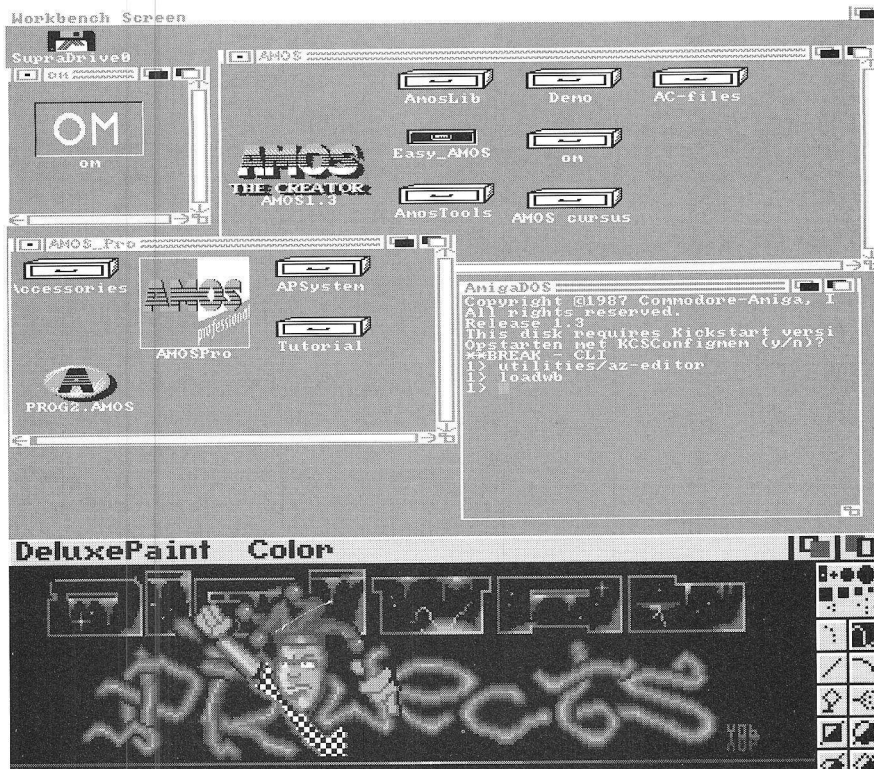 Workbench Screen
SupraDrive0
om
OM
om
AMOS
AmosLib
Demo
AC-files
Easy_AMOS
om
AMOS
THE CREATOR
AMOS1.3
AmosTools
AMOS cursus
AMOS_Pro
Accessories
AMOS
professional
AMOSPro
APSystem
Tutorial
A
PROG2.AMOS
AmigaDOS
Copyright ©1987 Commodore-Amiga, I
All rights reserved.
Release 1.3
This disk requires Kickstart versi
Opstarten met KCSConfigmem (y/n)?
**BREAK - CLI
1> utilities/az-editor
1> loadwb
1>
DeluxePaint Color